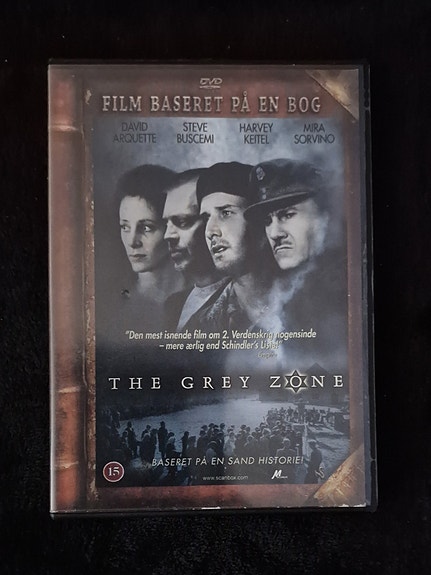 DVD
FILM BASERET PÅ EN BOG
DAVID ARQUETTE
STEVE BUSCEMI
HARVEY KEITEL
MIRA SORVINO
"Den mest isnende film om 2. Verdenskrig nogensinde
– mere ærlig end Schindler's List!"
THE GREY ZONE
BASERET PÅ EN SAND HISTORIE!
15
www.scanbox.com